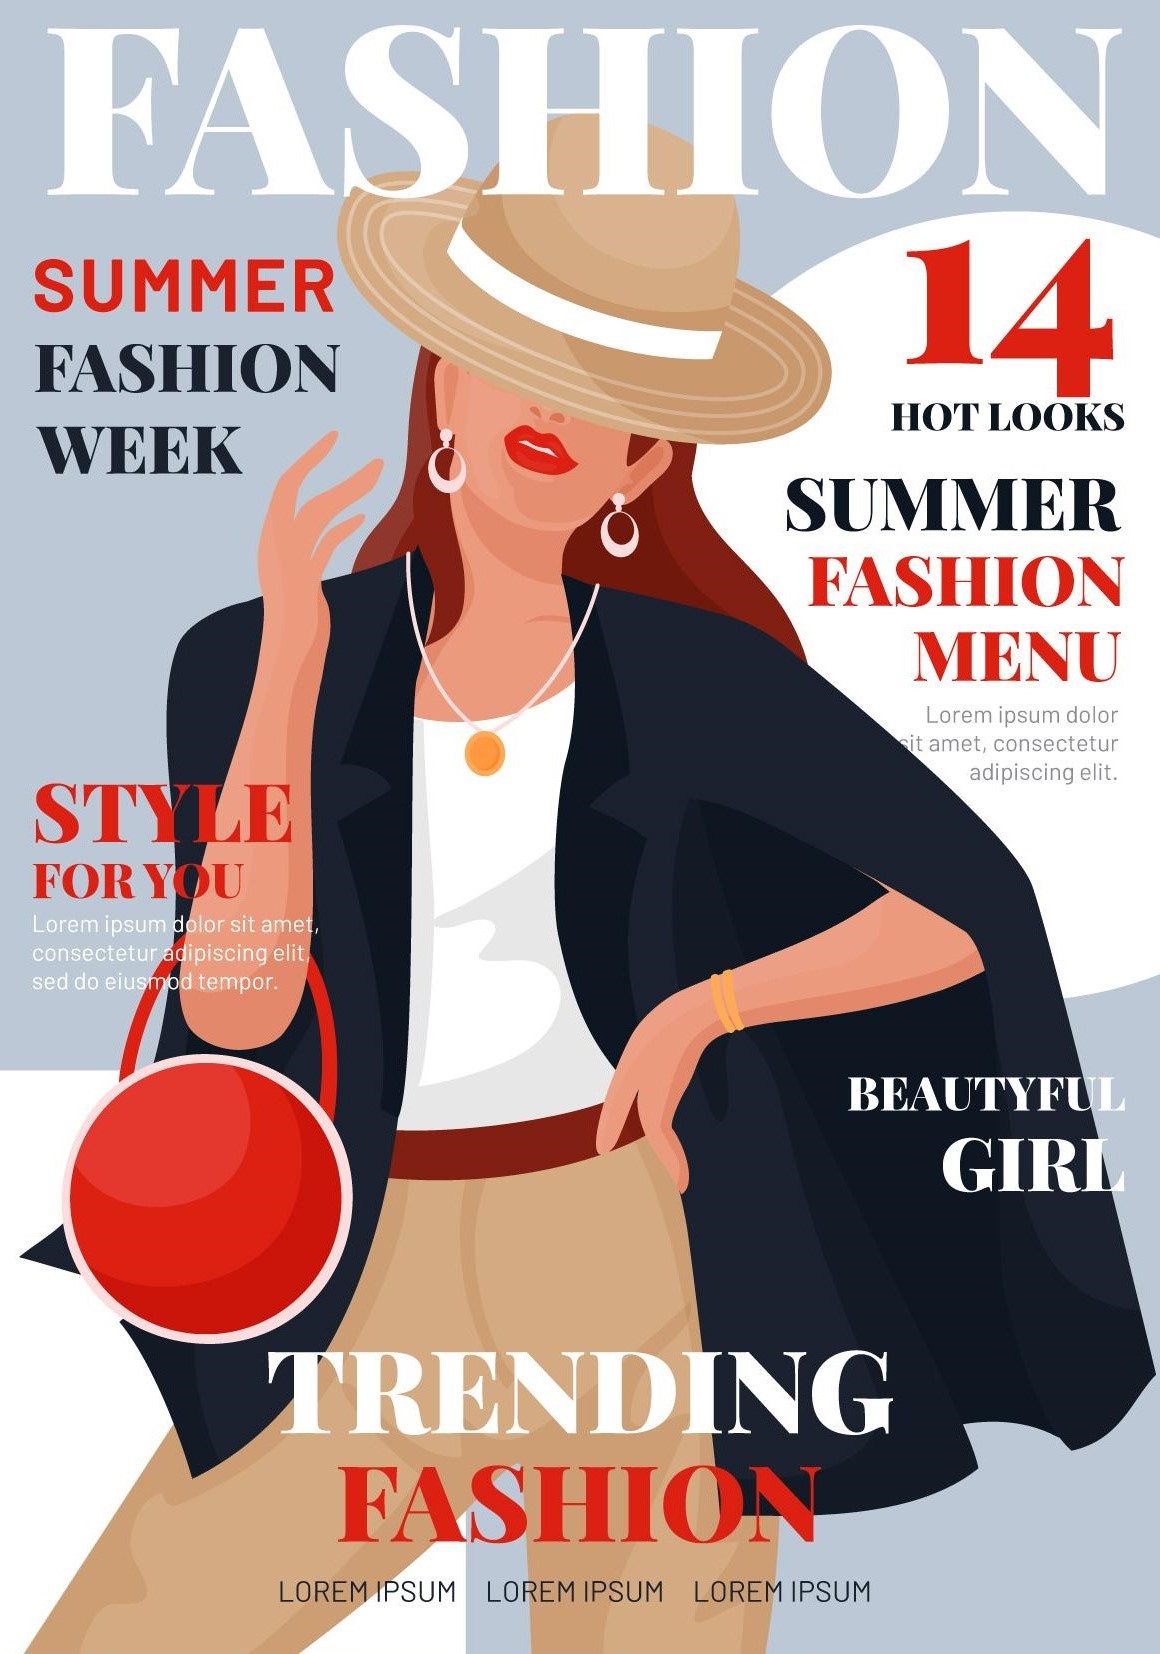 FASHION
SUMMER
FASHION
WEEK
14
HOT LOOKS
SUMMER
FASHION
MENU
Lorem ipsum dolor
sit amet, consectetur
adipiscing elit.
STYLE
FOR YOU
Lorem ipsum dolor sit amet,
consectetur adipiscing elit,
sed do eiusmod tempor.
BEAUTYFUL
GIRL
TRENDING
FASHION
LOREM IPSUM LOREM IPSUM LOREM IPSUM